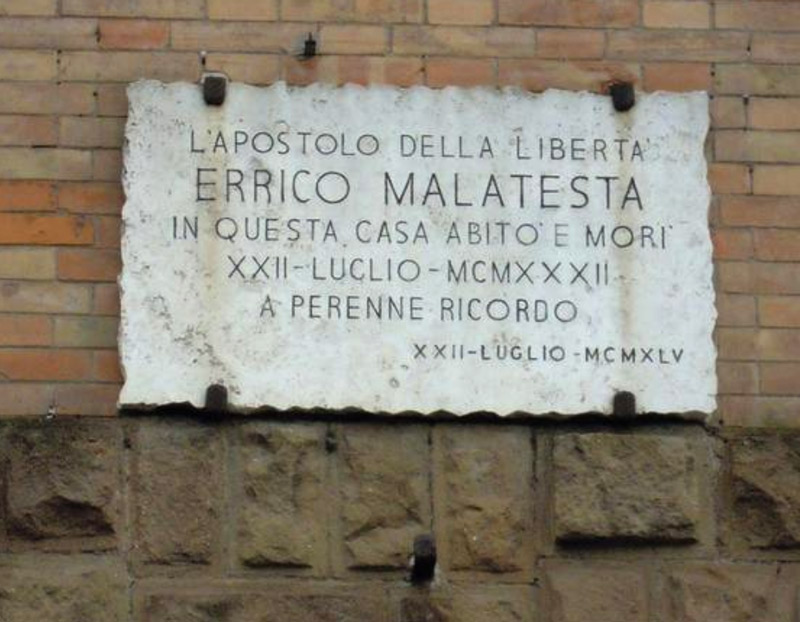 L'APOSTOLO DELLA LIBERTA'
ERRICO MALATESTA
IN QUESTA CASA ABITO' E MORI'
XXII-LUGLIO-MCMXXXII
A PERENNE RICORDO
XXII-LUGLIO-MCMXLV